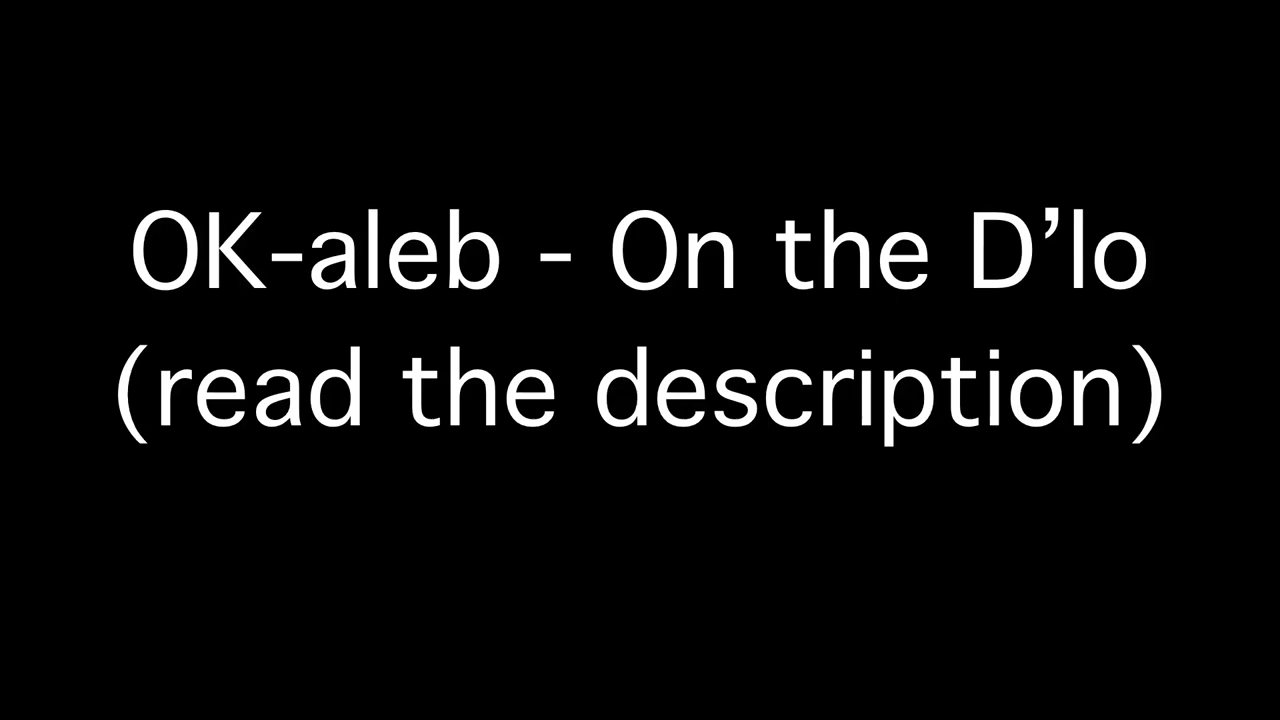 OK-aleb - On the D’lo
(read the description)